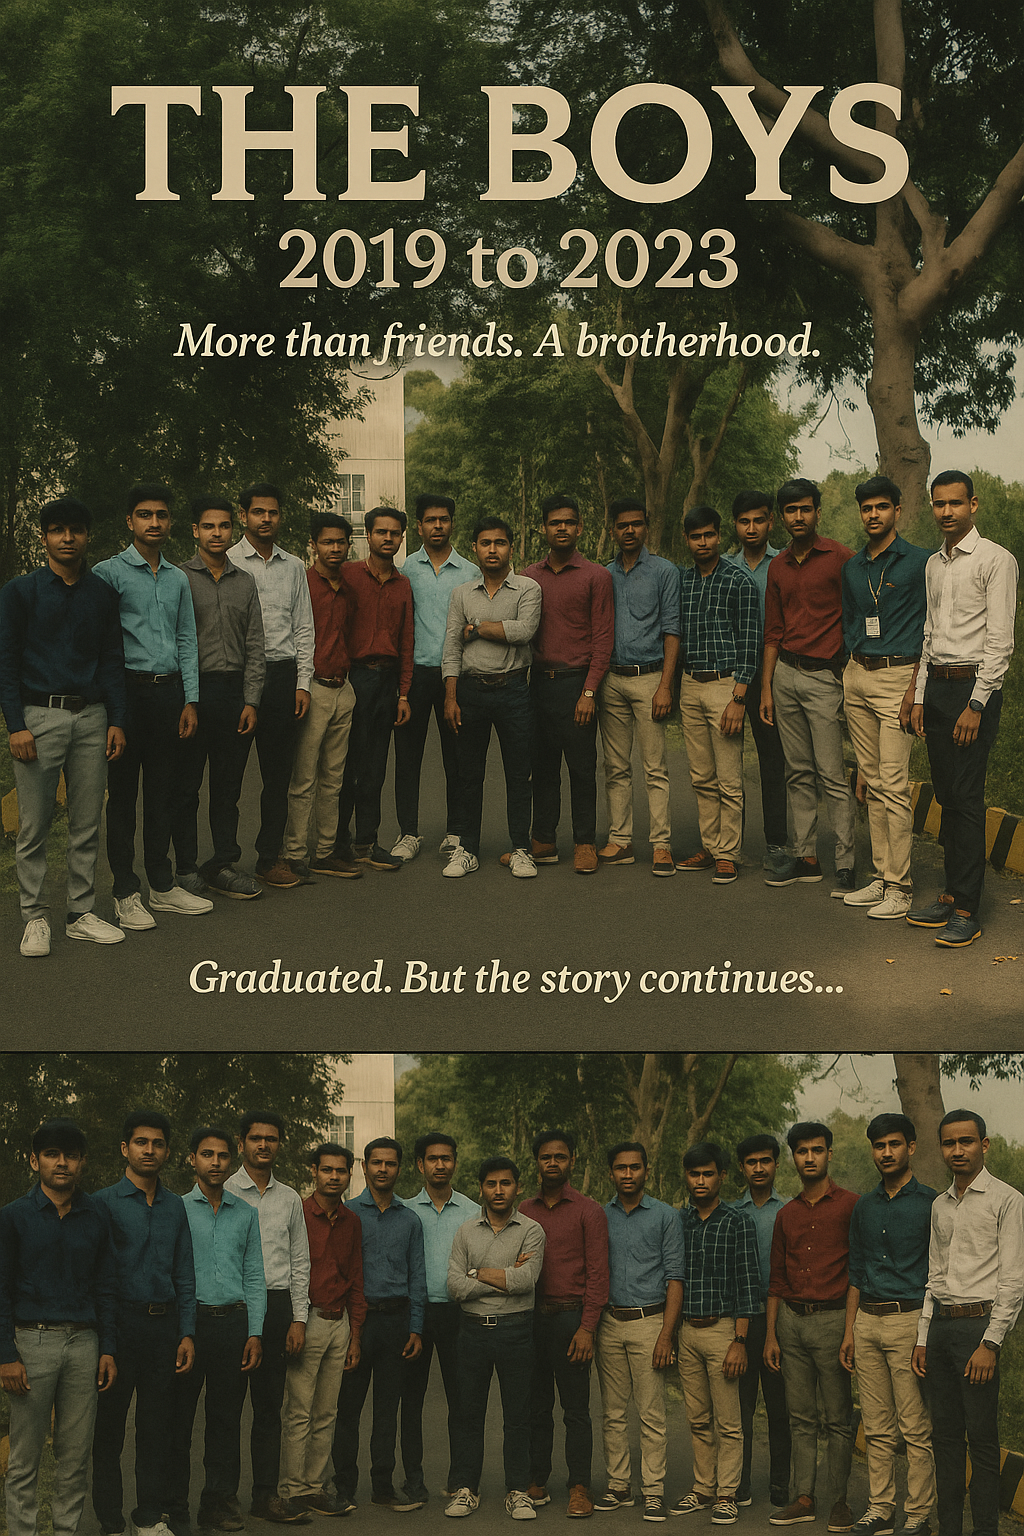 THE BOYS
2019 to 2023
More than friends. A brotherhood.
Graduated. But the story continues...